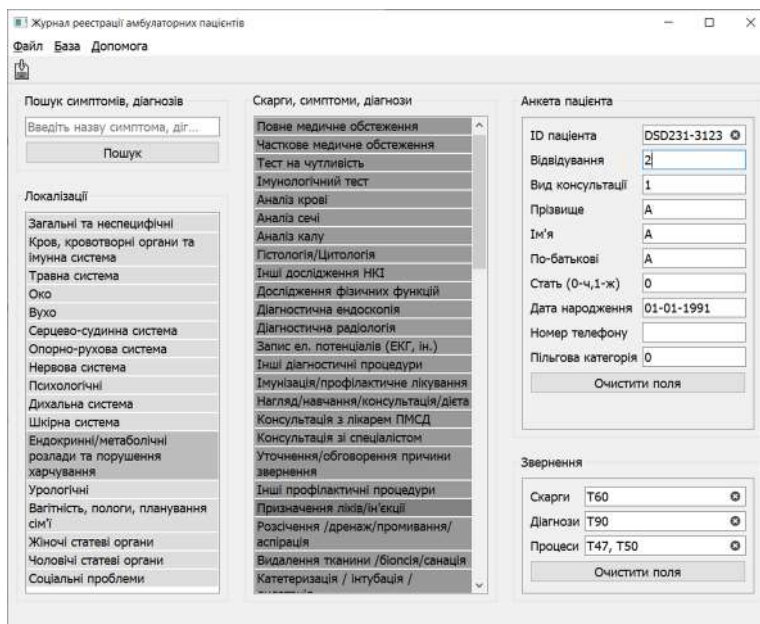 Журнал реєстрації амбулаторних пацієнтів
Файл База Допомога
Пошук симптомів, діагнозів
Введіть назву симптома, діг...
Пошук
Локалізації
Загальні та неспецифічні
Кров, кровотворні органи та
імунна система
Травна система
Око
Вухо
Серцево-судинна система
Опорно-рухова система
Нервова система
Психологічні
Дихальна система
Шкірна система
Ендокринні/метаболічні
розлади та порушення
харчування
Урологічні
Вагітність, пологи, планування
сім'ї
Жіночі статеві органи
Чоловічі статеві органи
Соціальні проблеми
Скарги, симптоми, діагнози
Повне медичне обстеження
Часткове медичне обстеження
Тест на чутливість
Імунологічний тест
Аналіз крові
Аналіз сечі
Аналіз калу
Гістологія/Цитологія
Інші дослідження НКІ
Дослідження фізичних функцій
Діагностична ендоскопія
Діагностична радіологія
Запис ел. потенціалів (ЕКГ, ін.)
Інші діагностичні процедури
Імунізація/профілактичне лікування
Нагляд/навчання/консультація/дієта
Консультація з лікарем ПМСД
Консультація зі спеціалістом
Уточнення/обговорення причини
звернення
Інші профілактичні процедури
Призначення ліків/ін'єкції
Розсічення /дренаж/промивання/
аспірація
Видалення тканини /біопсія/санація
Катетеризація / інтубація /
Анкета пацієнта
ID пацієнта DSD231-3123
Відвідування 2
Вид консультації 1
Прізвище A
Ім'я A
По-батькові A
Стать (0-ч,1-ж) 0
Дата народження 01-01-1991
Номер телефону
Пільгова категорія 0
Очистити поля
Звернення
Скарги T60
Діагнози T90
Процеси T47, T50
Очистити поля